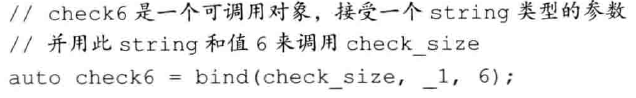 // check6 是一个可调用对象，接受一个 string 类型的参数
// 并用此 string 和值 6 来调用 check_size
auto check6 = bind(check_size, _1, 6);